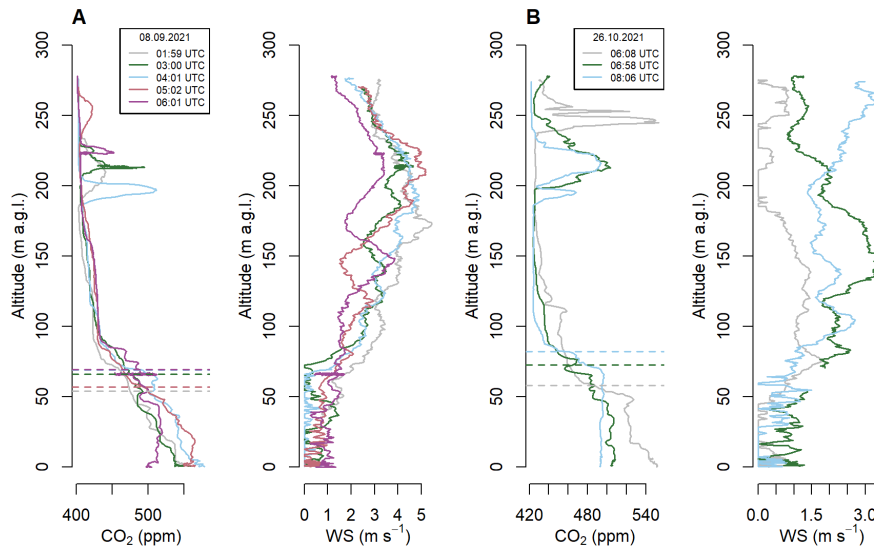 A
08.09.2021
01:59 UTC
03:00 UTC
04:01 UTC
05:02 UTC
06:01 UTC
Altitude (m a.g.l.)
0
50
100
150
200
250
300
400
500
CO₂ (ppm)
Altitude (m a.g.l.)
0
50
100
150
200
250
300
0 1 2 3 4 5
WS (m s⁻¹)
B
26.10.2021
06:08 UTC
06:58 UTC
08:06 UTC
Altitude (m a.g.l.)
0
50
100
150
200
250
300
420 480 540
CO₂ (ppm)
Altitude (m a.g.l.)
0
50
100
150
200
250
300
0.0 1.0 2.0 3.0
WS (m s⁻¹)